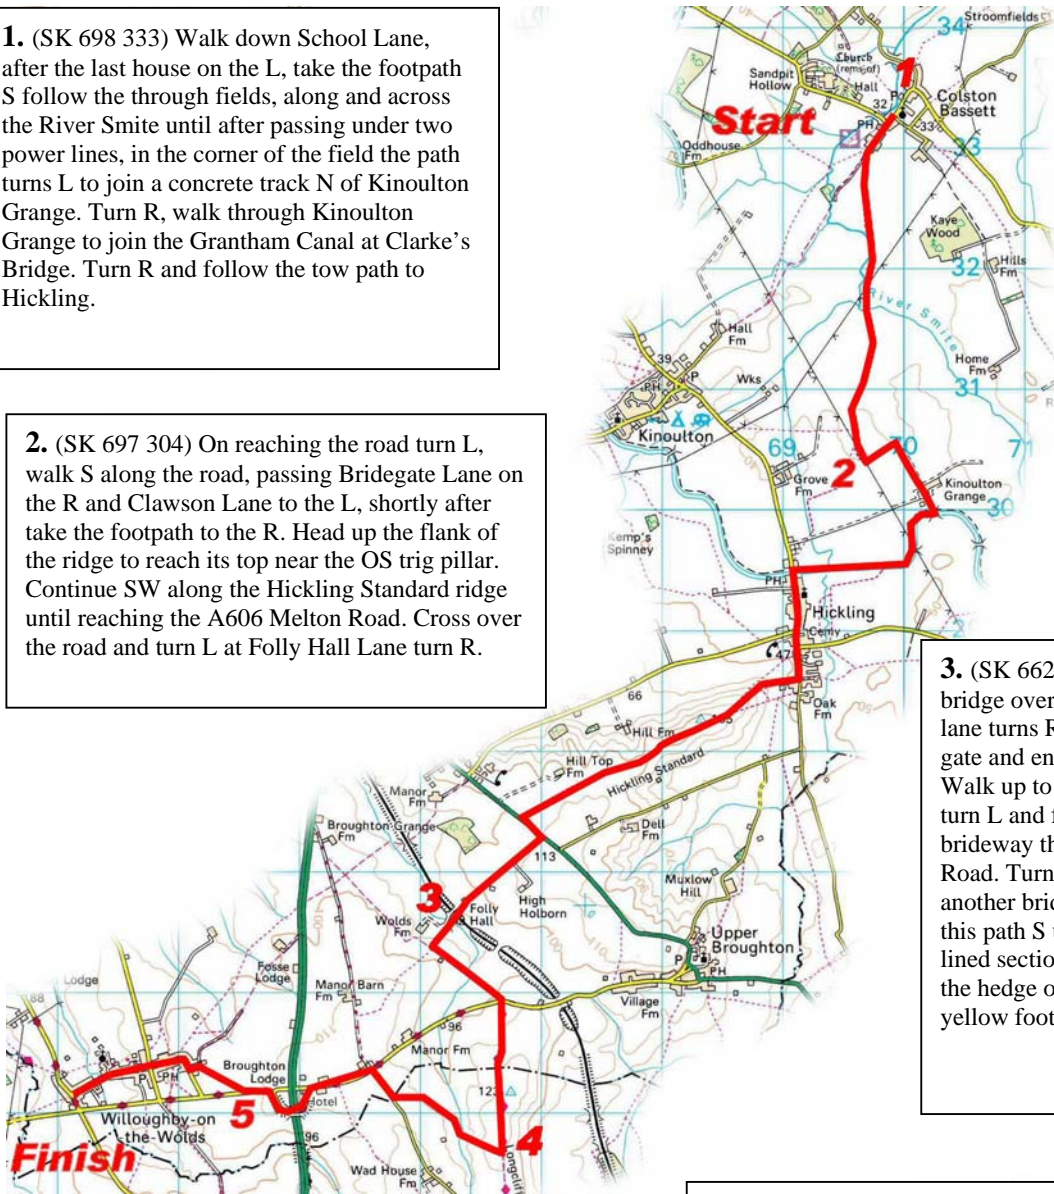 1. (SK 698 333) Walk down School Lane,
after the last house on the L, take the footpath
S follow the through fields, along and across
the River Smite until after passing under two
power lines, in the corner of the field the path
turns L to join a concrete track N of Kinoulton
Grange. Turn R, walk through Kinoulton
Grange to join the Grantham Canal at Clarke's
Bridge. Turn R and follow the tow path to
Hickling.
2. (SK 697 304) On reaching the road turn L,
walk S along the road, passing Bridegate Lane on
the R and Clawson Lane to the L, shortly after
take the footpath to the R. Head up the flank of
the ridge to reach its top near the OS trig pillar.
Continue SW along the Hickling Standard ridge
until reaching the A606 Melton Road. Cross over
the road and turn L at Folly Hall Lane turn R.
3. (SK 662
bridge over
lane turns R
gate and en
Walk up to
turn L and f
brideway th
Road. Turn
another brid
this path S
lined sectio
the hedge o
yellow foot
Stroomfields
34
Church
(rems of)
Sandpit
Hollow
Hall
1
P
32
Colston
Bassett
Start
PH
33
33
Oddhouse
Fm
Kaye
Wood
32
Hills
Fm
River Smite
Hall
Fm
39
P
PH
Wks
Home
Fm
31
Kinoulton
69
70
71
2
Grove
Fm
Kinoulton
Grange
30
Kemp's
Spinney
PH
Hickling
Cemy
47
66
Oak
Fm
Hill Fm
Hickling Standard
Hill Top
Fm
Manor
Fm
Broughton Grange
Fm
Dell
Fm
113
3
Muxlow
Hill
Folly
Hall
High
Holborn
Wolds
Fm
110
Upper
Broughton
P
PH
Fosse
Lodge
Lodge
88
Manor Barn
Fm
110
Village
Fm
96
Manor Fm
Broughton
Lodge
P
PH
122
Hotel
5
Willoughby-on
-the-Wolds
4
96
Finish
Wad House
Fm
Longcliff